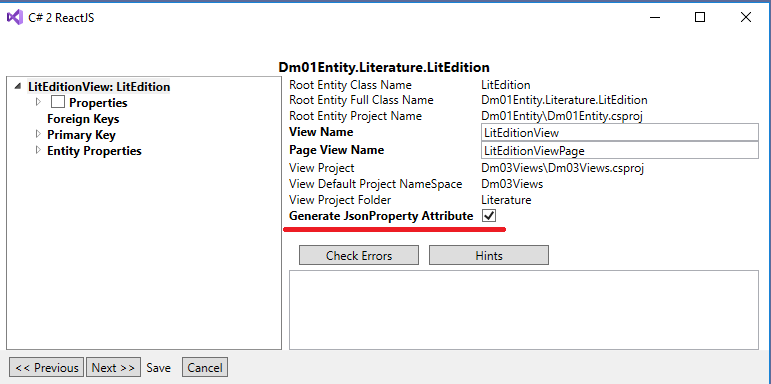 C# 2 ReactJS
Dm01Entity.Literature.LitEdition
LitEditionView: LitEdition
Properties
Foreign Keys
Primary Key
Entity Properties
Root Entity Class Name LitEdition
Root Entity Full Class Name Dm01Entity.Literature.LitEdition
Root Entity Project Name Dm01Entity\Dm01Entity.csproj
View Name LitEditionView
Page View Name LitEditionViewPage
View Project Dm03Views\Dm03Views.csproj
View Default Project NameSpace Dm03Views
View Project Folder Literature
Generate JsonProperty Attribute
Check Errors Hints
<< Previous Next >> Save Cancel